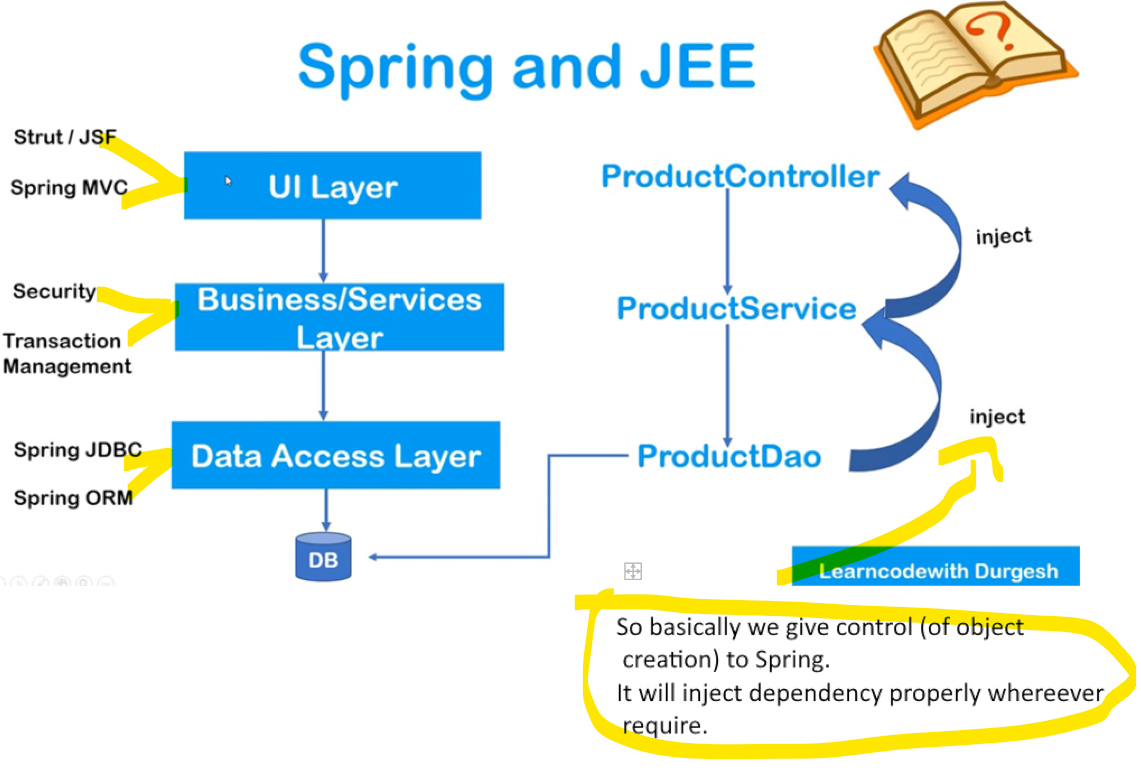 Spring and JEE
?
Strut / JSF
Spring MVC
UI Layer
ProductController
inject
Security
Transaction
Management
Business/Services
Layer
ProductService
inject
Spring JDBC
Spring ORM
Data Access Layer
ProductDao
DB
Learncodewith Durgesh
So basically we give control (of object
creation) to Spring.
It will inject dependency properly whereever
require.